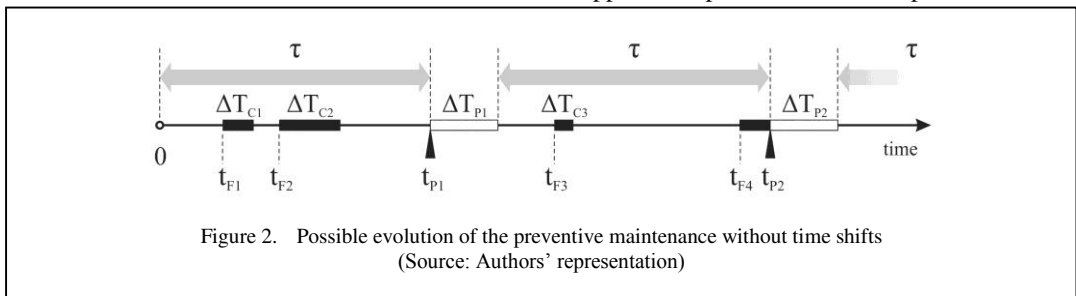 τ τ τ
ΔT_C1 ΔT_C2 ΔT_P1 ΔT_C3 ΔT_P2
0 time
t_F1 t_F2 t_P1 t_F3 t_F4 t_P2
Figure 2. Possible evolution of the preventive maintenance without time shifts
(Source: Authors’ representation)